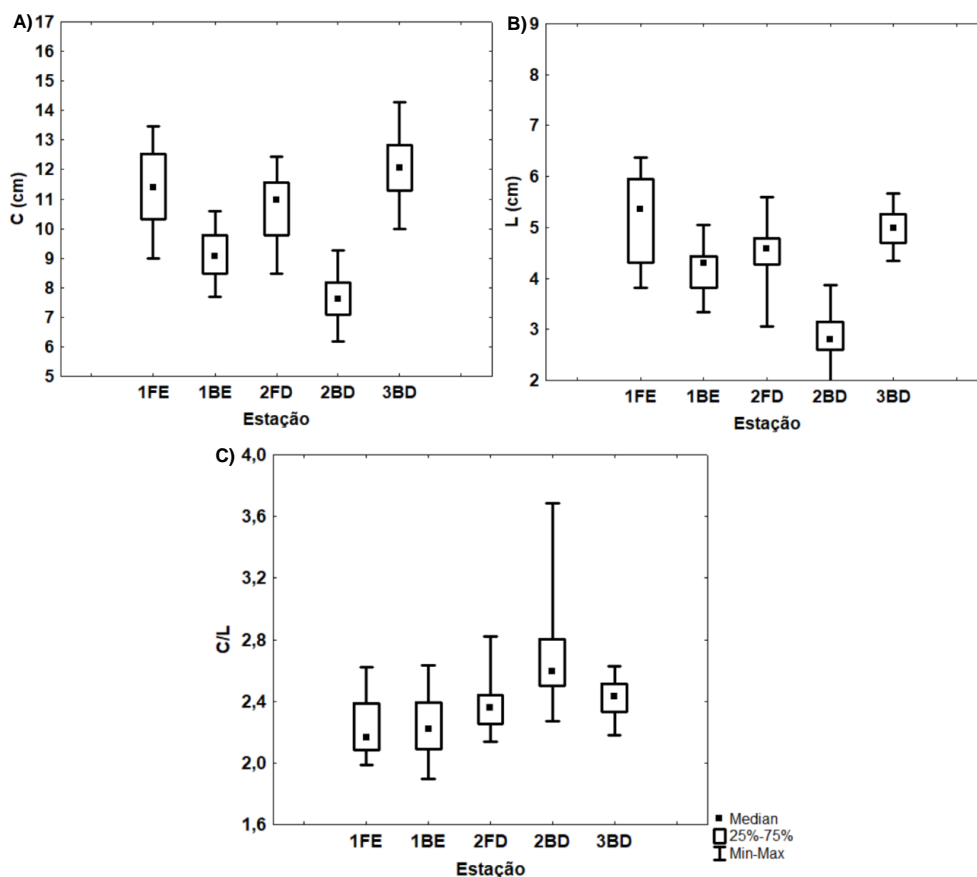 A)
C (cm)
17
16
15
14
13
12
11
10
9
8
7
6
5
1FE 1BE 2FD 2BD 3BD
Estação
B)
L (cm)
9
8
7
6
5
4
3
2
1FE 1BE 2FD 2BD 3BD
Estação
C)
C/L
4,0
3,6
3,2
2,8
2,4
2,0
1,6
1FE 1BE 2FD 2BD 3BD
Estação
Median
25%-75%
Min-Max